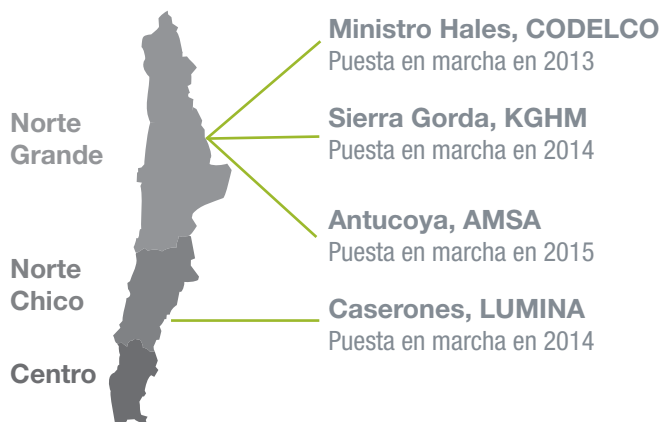 Norte
Grande
Norte
Chico
Centro
Ministro Hales, CODELCO
Puesta en marcha en 2013
Sierra Gorda, KGHM
Puesta en marcha en 2014
Antucoya, AMSA
Puesta en marcha en 2015
Caserones, LUMINA
Puesta en marcha en 2014